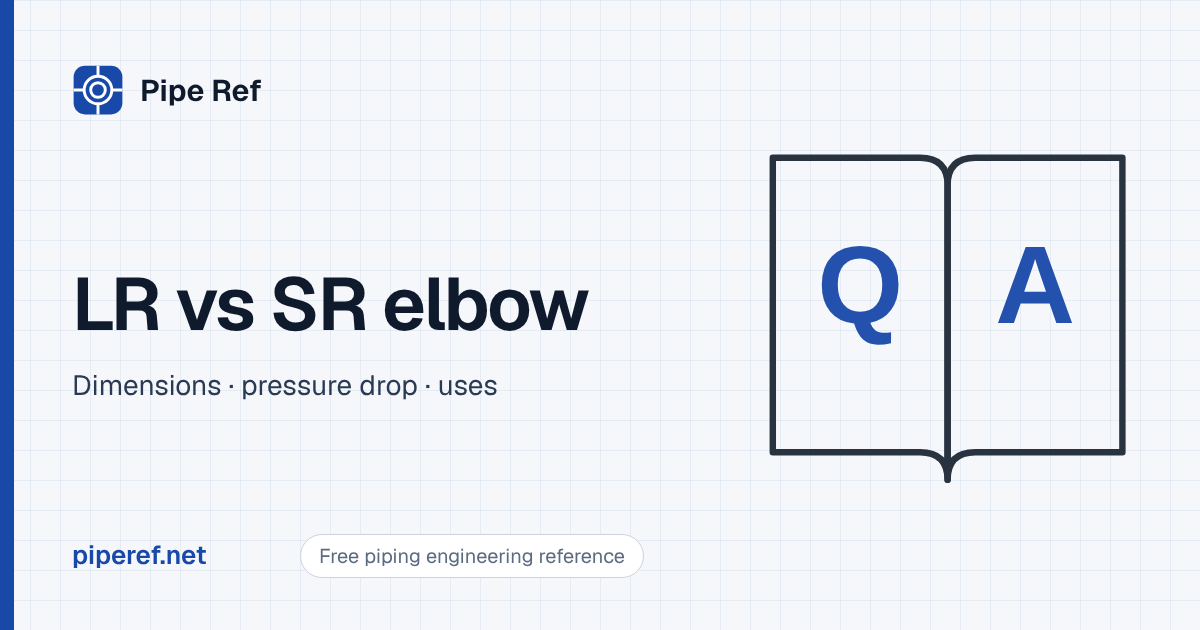 Pipe Ref
LR vs SR elbow
Dimensions · pressure drop · uses
Q A
piperef.net
Free piping engineering reference